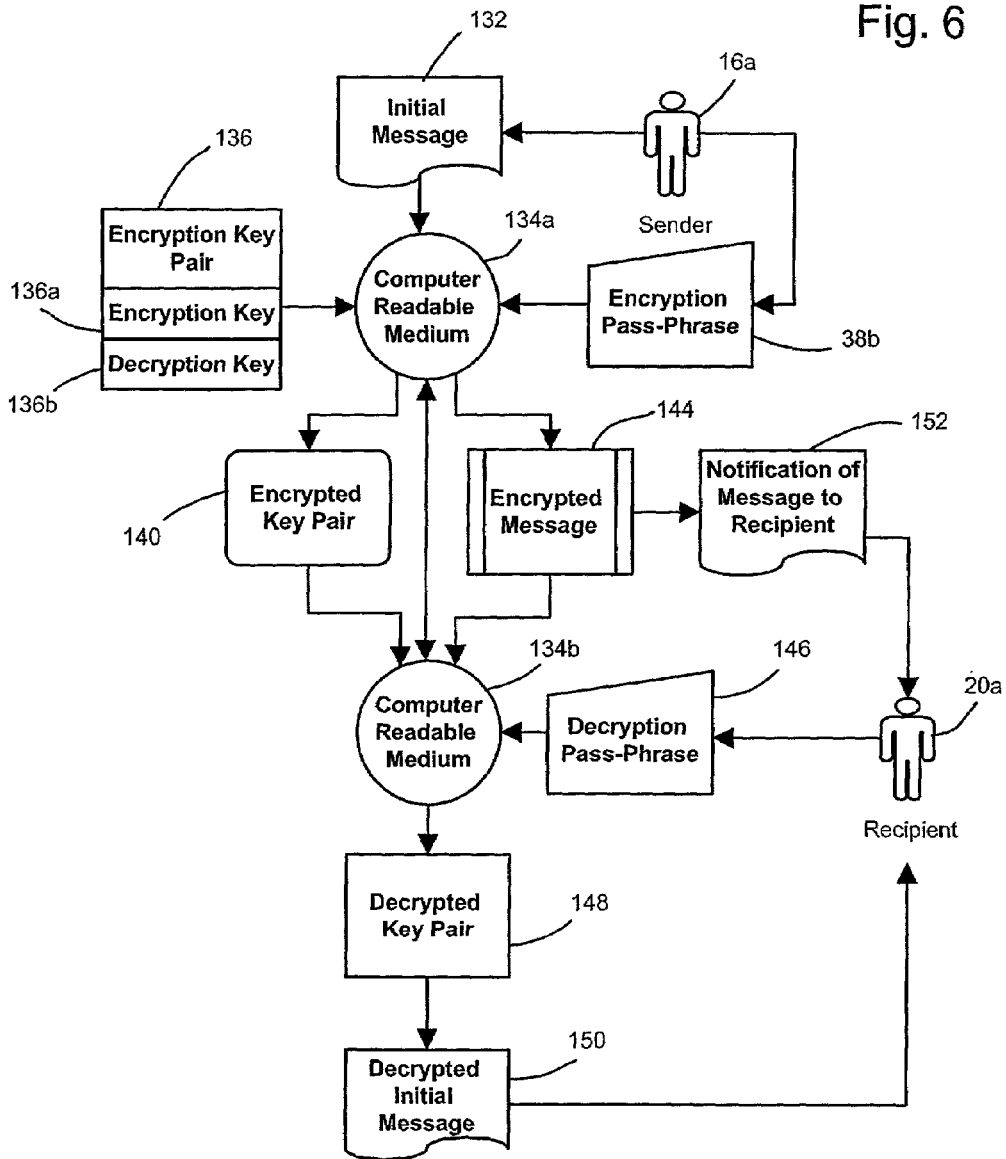 Fig. 6
132
16a
Initial
Message
136
Sender
134a
Encryption Key
Pair
136a
Encryption Key
Decryption Key
136b
Computer
Readable
Medium
Encryption
Pass-Phrase
38b
144
152
Encrypted
Key Pair
140
Encrypted
Message
Notification of
Message to
Recipient
134b
146
20a
Computer
Readable
Medium
Decryption
Pass-Phrase
Recipient
Decrypted
Key Pair
148
150
Decrypted
Initial
Message